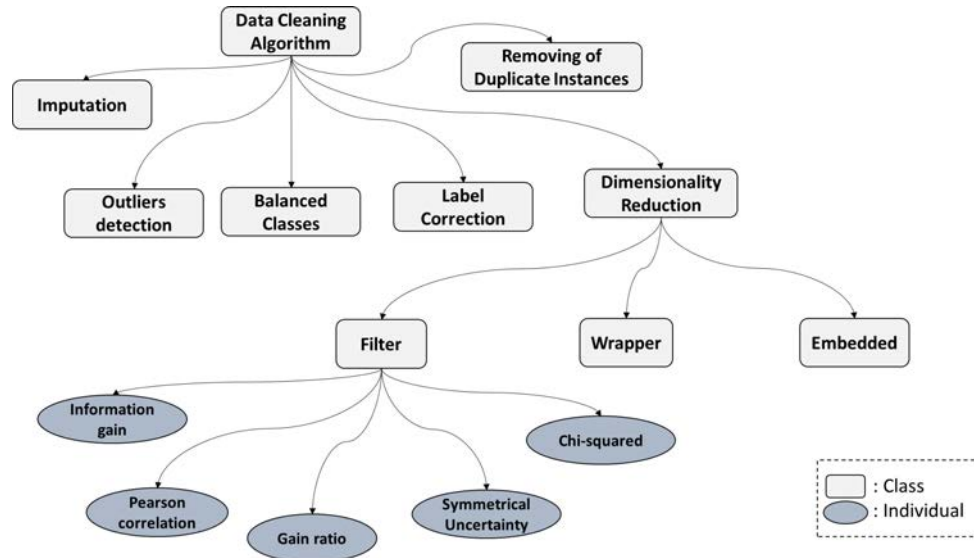 Data Cleaning
Algorithm
Removing of
Duplicate Instances
Imputation
Outliers
detection
Balanced
Classes
Label
Correction
Dimensionality
Reduction
Filter
Wrapper
Embedded
Information
gain
Chi-squared
Pearson
correlation
Gain ratio
Symmetrical
Uncertainty
: Class
: Individual